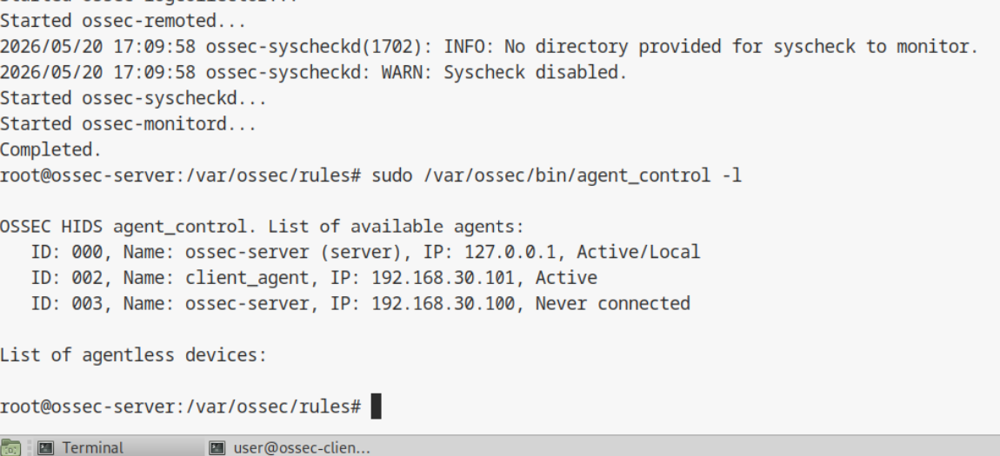 Started ossec-logcollector...
Started ossec-remoted...
2026/05/20 17:09:58 ossec-syscheckd(1702): INFO: No directory provided for syscheck to monitor.
2026/05/20 17:09:58 ossec-syscheckd: WARN: Syscheck disabled.
Started ossec-syscheckd...
Started ossec-monitord...
Completed.
root@ossec-server:/var/ossec/rules# sudo /var/ossec/bin/agent_control -l
OSSEC HIDS agent_control. List of available agents:
ID: 000, Name: ossec-server (server), IP: 127.0.0.1, Active/Local
ID: 002, Name: client_agent, IP: 192.168.30.101, Active
ID: 003, Name: ossec-server, IP: 192.168.30.100, Never connected
List of agentless devices:
root@ossec-server:/var/ossec/rules#
Terminal
user@ossec-clien...